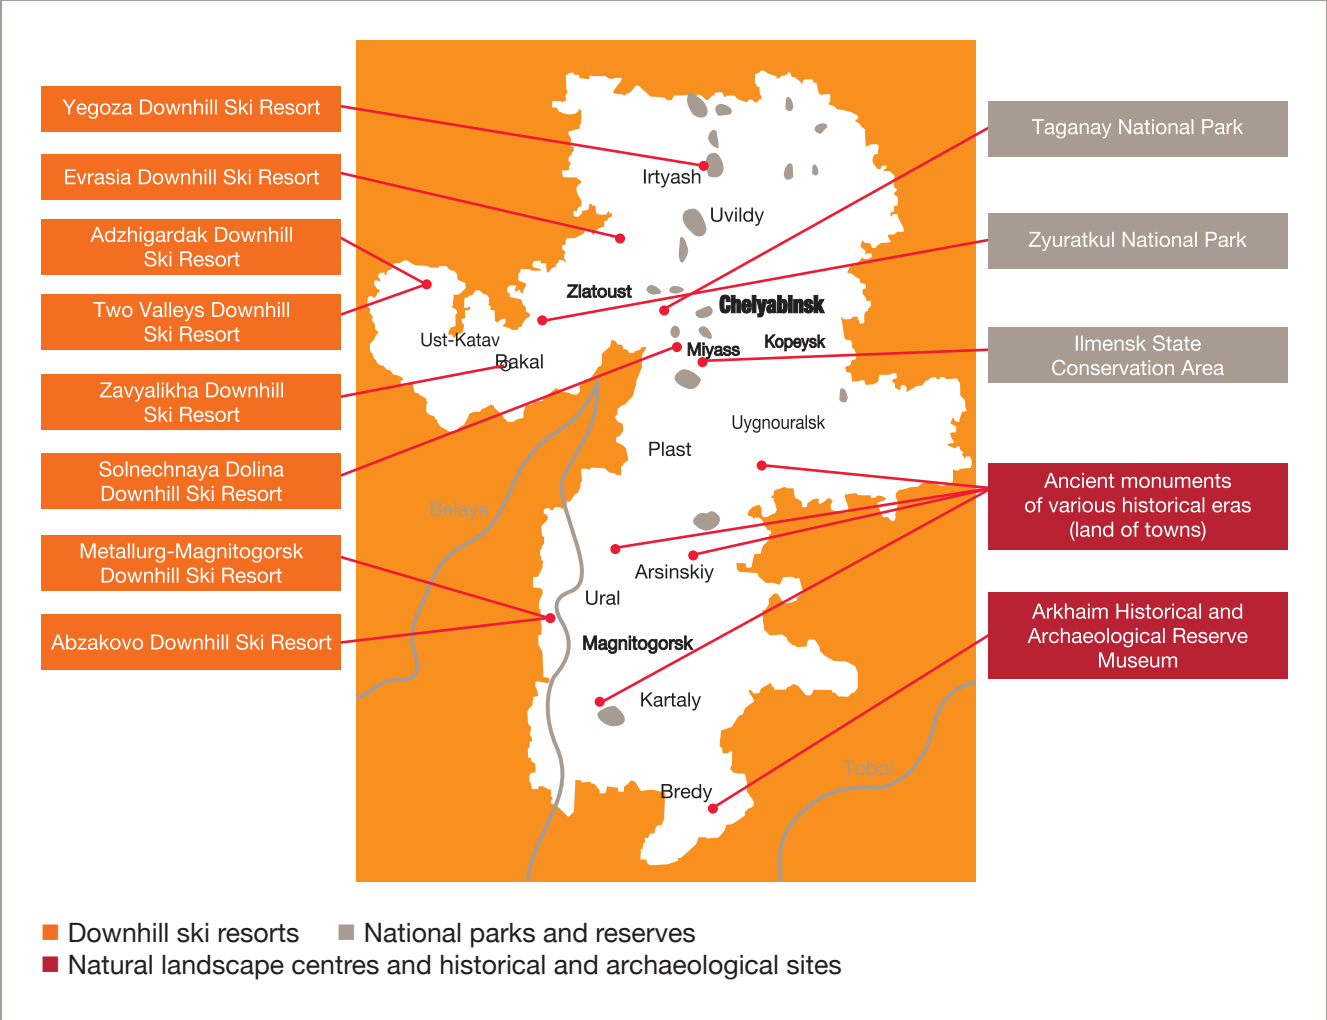 Yegoza Downhill Ski Resort
Evrasia Downhill Ski Resort
Adzhigardak Downhill
Ski Resort
Two Valleys Downhill
Ski Resort
Zavyalikha Downhill
Ski Resort
Solnechnaya Dolina
Downhill Ski Resort
Metallurg-Magnitogorsk
Downhill Ski Resort
Abzakovo Downhill Ski Resort
Irtyash
Uvildy
Zlatoust
Chelyabinsk
Ust-Katav
Bakal
Miyass
Kopeysk
Uygnouralsk
Plast
Belaya
Arsinskiy
Ural
Magnitogorsk
Kartaly
Tobol
Bredy
Taganay National Park
Zyuratkul National Park
Ilmensk State
Conservation Area
Ancient monuments
of various historical eras
(land of towns)
Arkhaim Historical and
Archaeological Reserve
Museum
Downhill ski resorts
National parks and reserves
Natural landscape centres and historical and archaeological sites